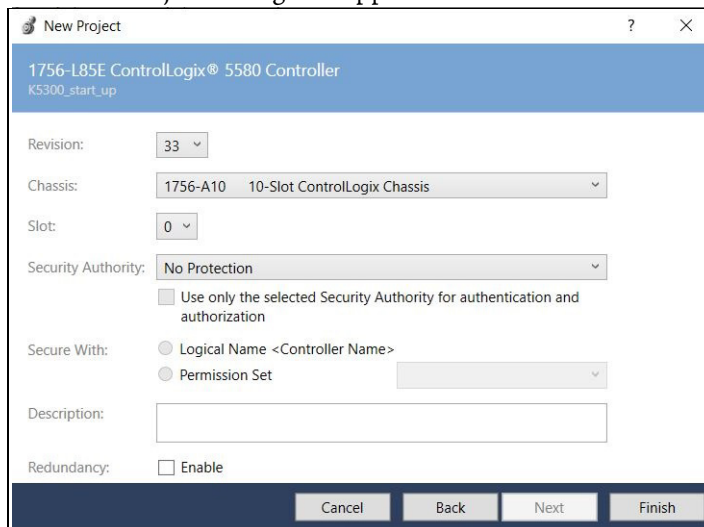 New Project
? ×
1756-L85E ControlLogix® 5580 Controller
K5300_start_up
Revision: 33
Chassis: 1756-A10 10-Slot ControlLogix Chassis
Slot: 0
Security Authority: No Protection
Use only the selected Security Authority for authentication and
authorization
Secure With: Logical Name <Controller Name>
Permission Set
Description:
Redundancy: Enable
Cancel Back Next Finish